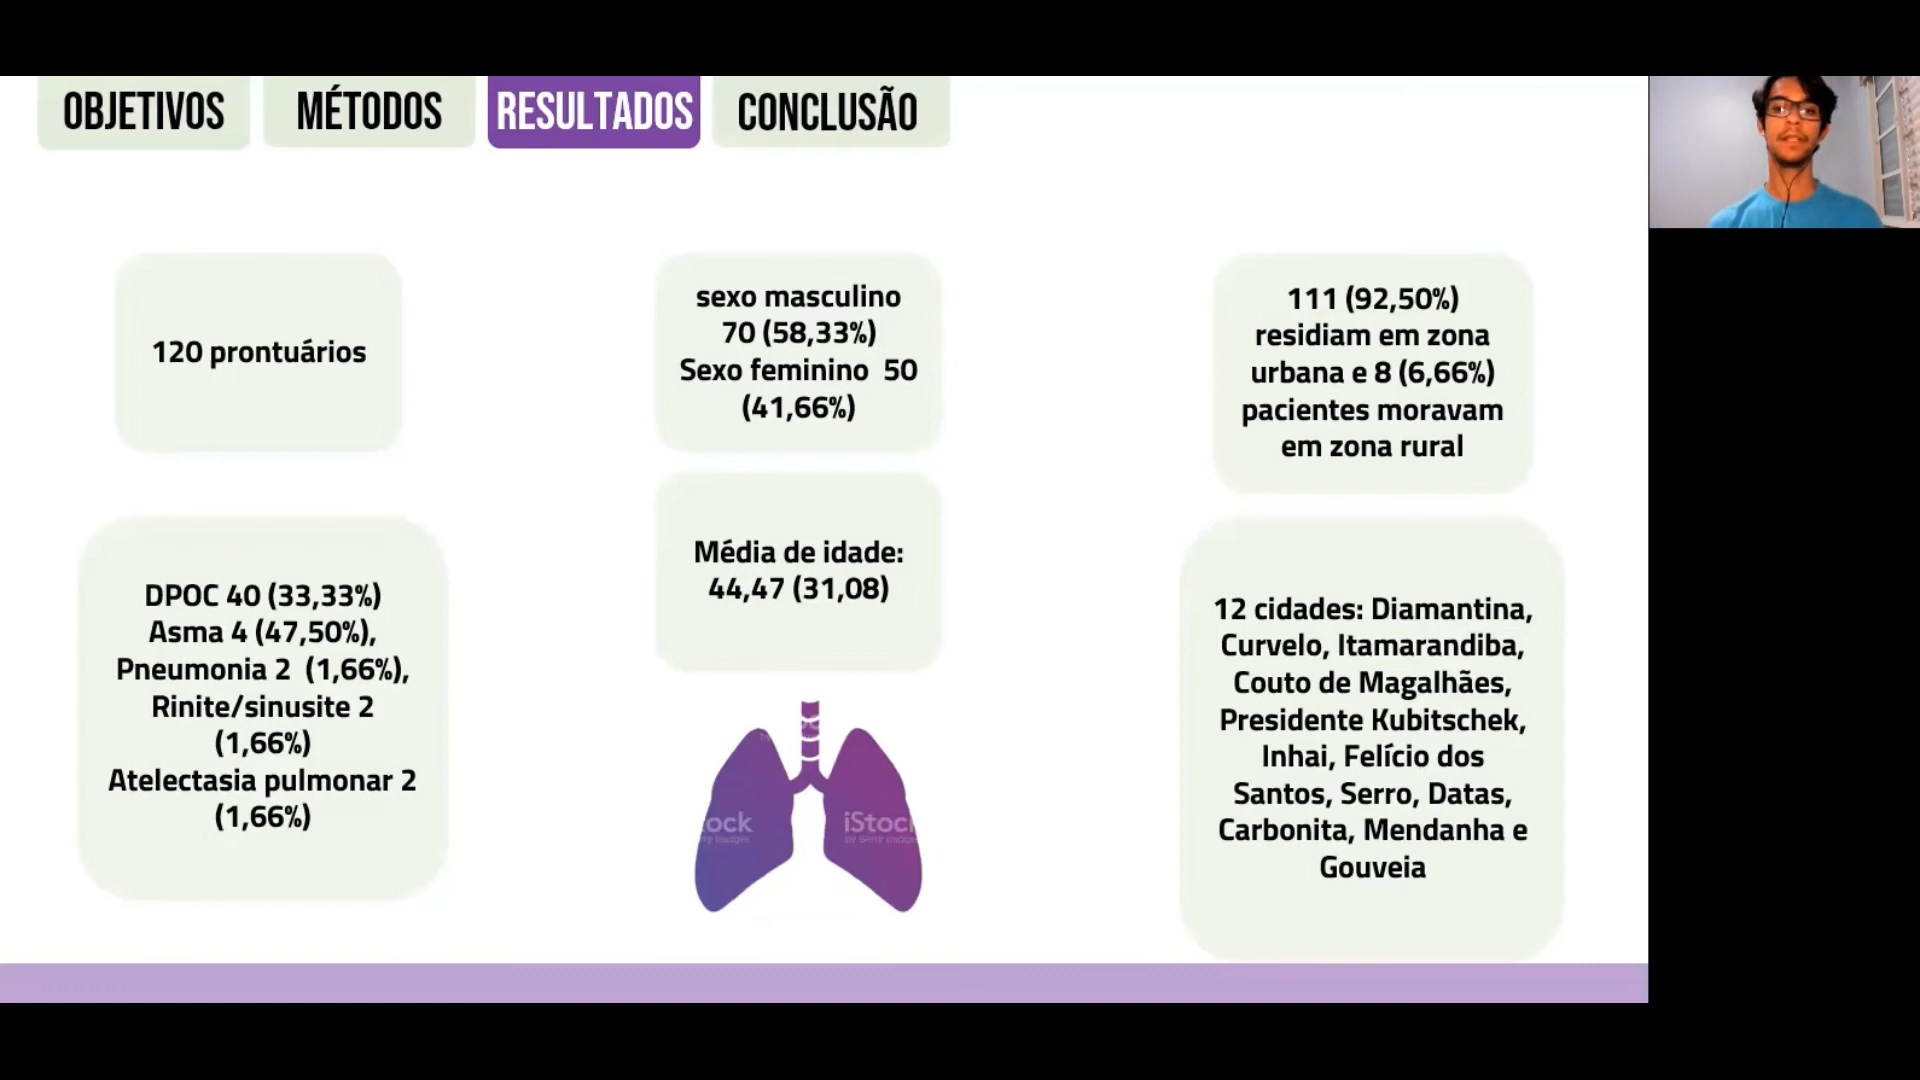 OBJETIVOS
MÉTODOS
RESULTADOS
CONCLUSÃO
120 prontuários
sexo masculino
70 (58,33%)
Sexo feminino 50
(41,66%)
111 (92,50%)
residiam em zona
urbana e 8 (6,66%)
pacientes moravam
em zona rural
DPOC 40 (33,33%)
Asma 4 (47,50%),
Pneumonia 2 (1,66%),
Rinite/sinusite 2
(1,66%)
Atelectasia pulmonar 2
(1,66%)
Média de idade:
44,47 (31,08)
12 cidades: Diamantina,
Curvelo, Itamarandiba,
Couto de Magalhães,
Presidente Kubitschek,
Inhai, Felício dos
Santos, Serro, Datas,
Carbonita, Mendanha e
Gouveia
ock
iStoc